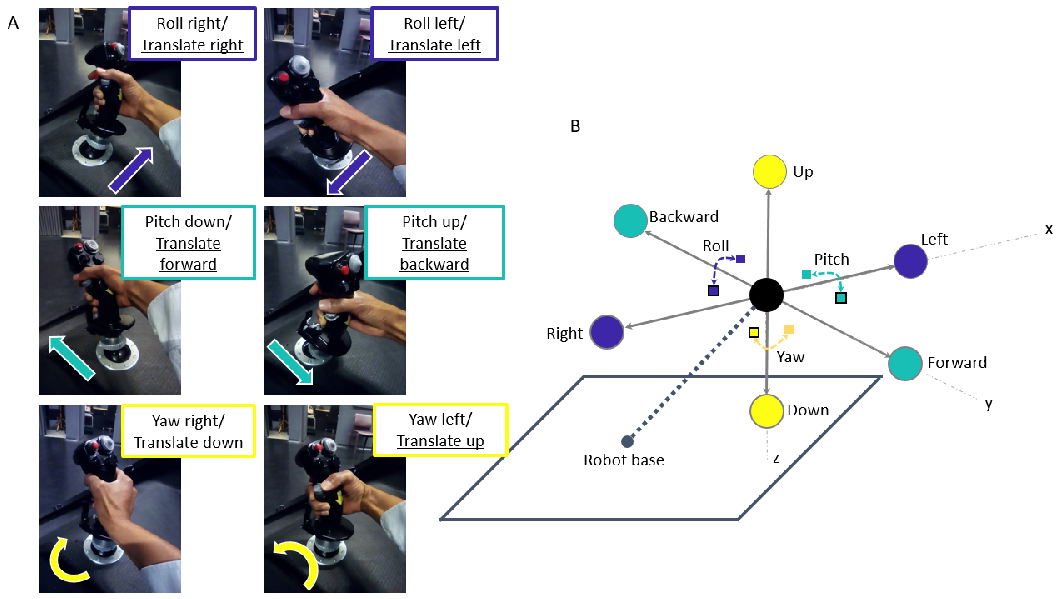 A
Roll right/
Translate right
Roll left/
Translate left
Pitch down/
Translate
forward
Pitch up/
Translate
backward
Yaw right/
Translate down
Yaw left/
Translate up
B
Up
Backward
Roll
Pitch
Left
x
Right
Yaw
Forward
y
Down
z
Robot base